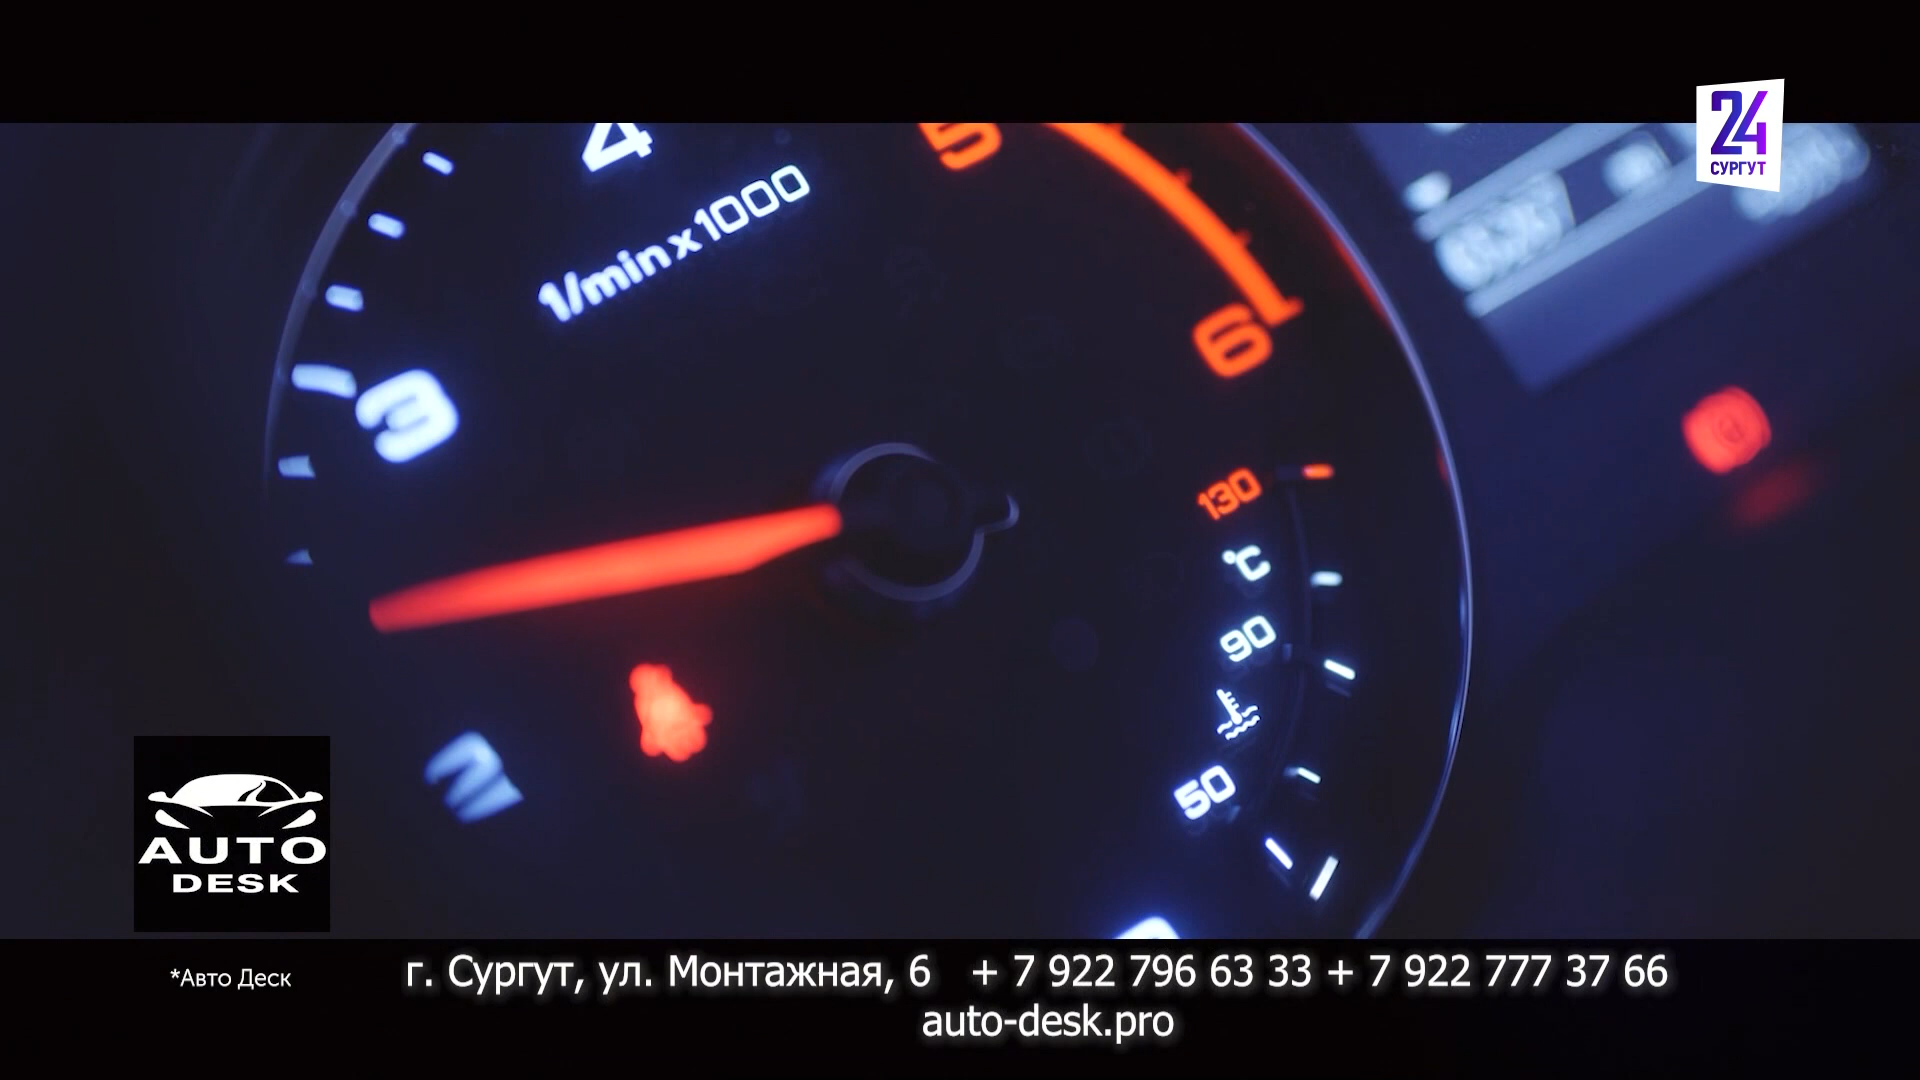 24
СУРГУТ
4
5
1/min x 1000
6
3
130
°C
90
2
50
AUTO
DESK
*Авто Деск
г. Сургут, ул. Монтажная, 6 + 7 922 796 63 33 + 7 922 777 37 66
auto-desk.pro